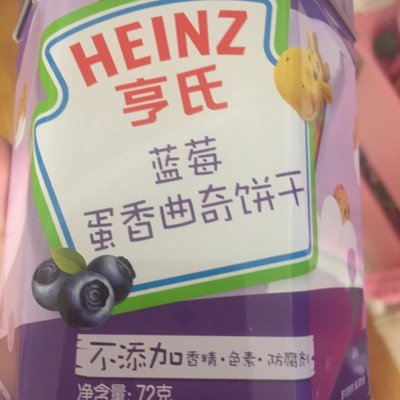 HEINZ
亨氏
蓝莓
蛋香曲奇饼干
不添加香精·色素·防腐剂
净含量:72克